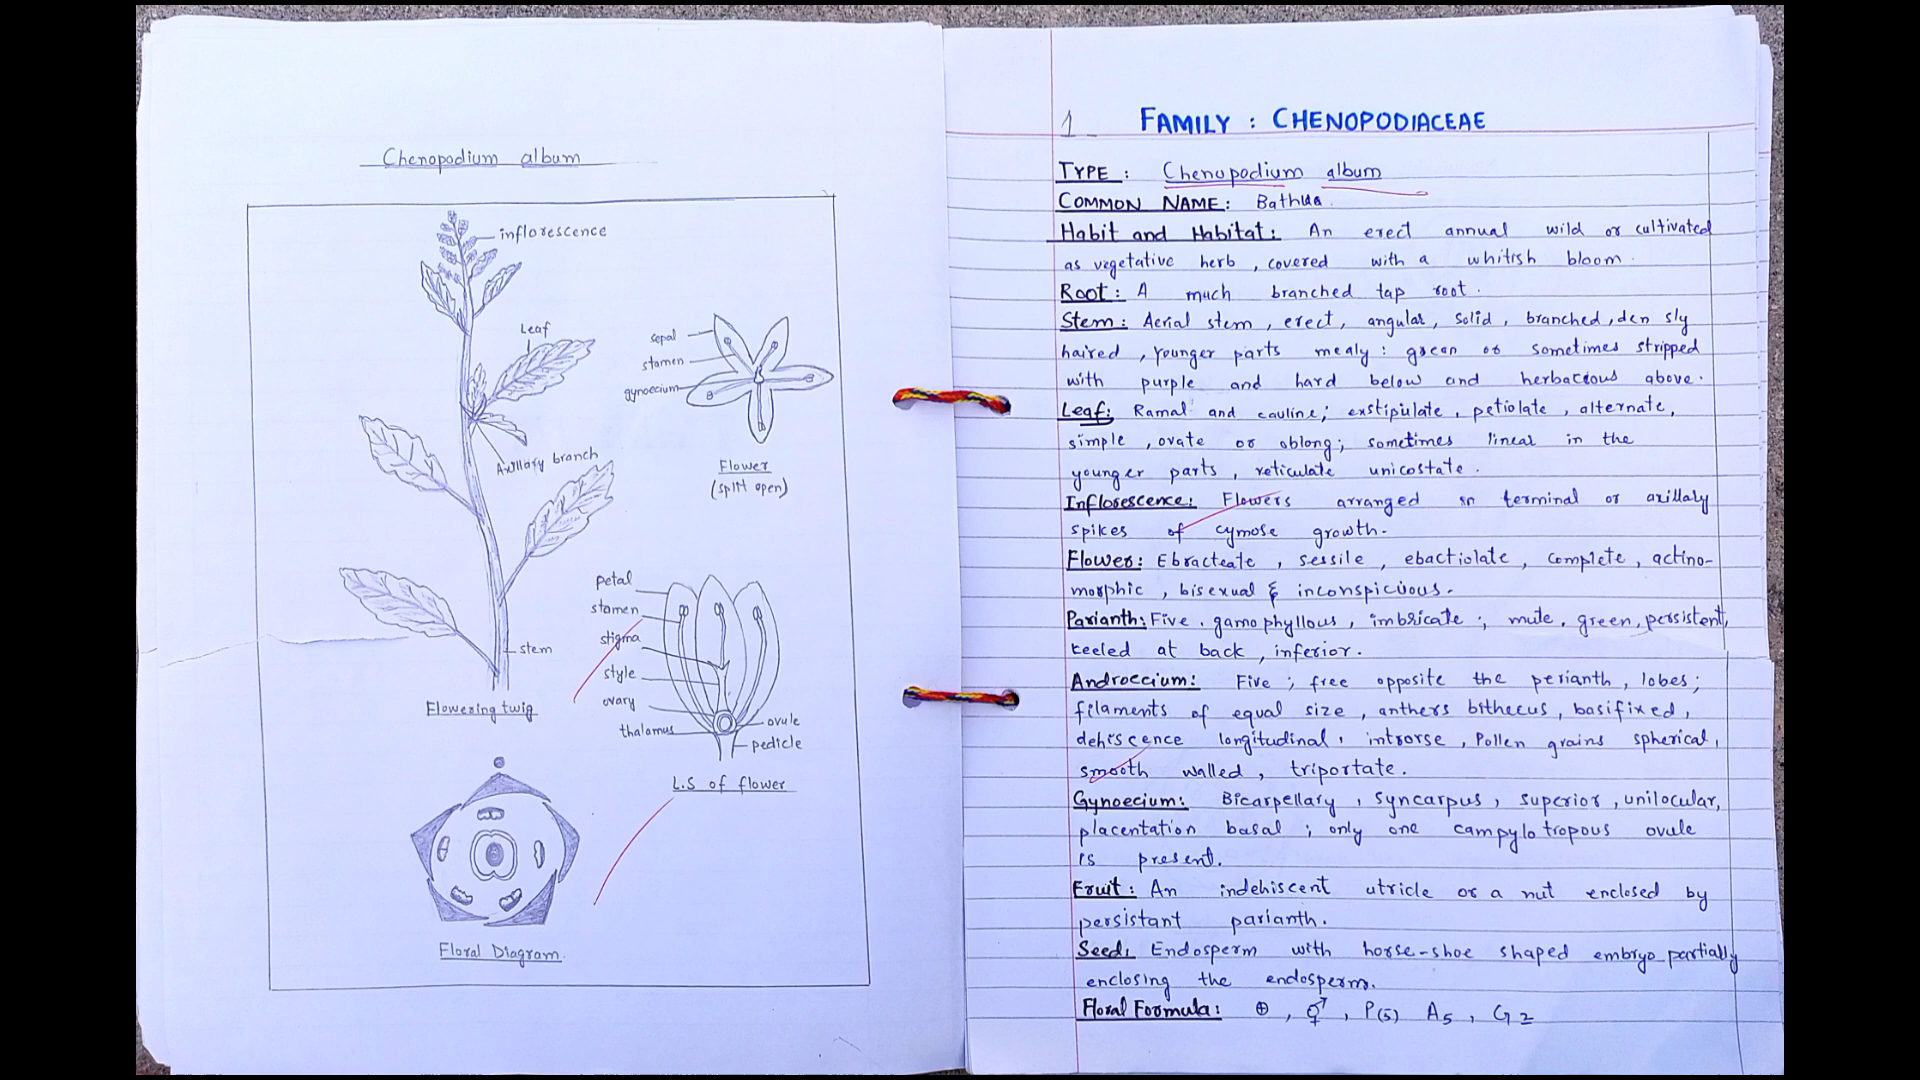 Chenopodium album
inflorescence
Leaf
Axillary branch
stem
Flowering twig
sepal
stamen
gynoecium
Flower
(split open)
petal
stamen
stigma
style
ovary
thalamus
ovule
pedicle
L.S of flower
Floral Diagram
1
FAMILY : CHENOPODIACEAE
TYPE : Chenopodium album
COMMON NAME: Bathua.
Habit and Habitat: An erect annual wild or cultivated
as vegetative herb, covered with a whitish bloom.
Root: A much branched tap root.
Stem: Aerial stem, erect, angular, solid, branched, den sly
haired, younger parts mealy: green or sometimes stripped
with purple and hard below and herbacious above.
Leaf: Ramal and cauline; exstipulate, petiolate, alternate,
simple, ovate or oblong; sometimes linear in the
younger parts, reticulate unicostate.
Inflorescence: Flowers arranged in terminal or axillary
spikes of cymose growth.
Flower: Ebracteate, sessile, ebactiolate, complete, actino-
morphic, bisexual & inconspicuous.
Parianth: Five, gamophyllous, imbricate; mute, green, persistent,
keeled at back, inferior.
Androecium: Five; free opposite the perianth, lobes;
filaments of equal size, anthers bithecus, basifixed,
dehiscence longitudinal, introrse, Pollen grains spherical,
smooth walled, triportate.
Gynoecium: Bicarpellary, syncarpus, superior, unilocular,
placentation basal; only one campylotropous ovule
is present.
Fruit: An indehiscent utricle or a nut enclosed by
persistant parianth.
Seed: Endosperm with horse-shoe shaped embryo partially
enclosing the endosperm.
Floral Formula: ⊕, ⚥, P(5) A5, G2